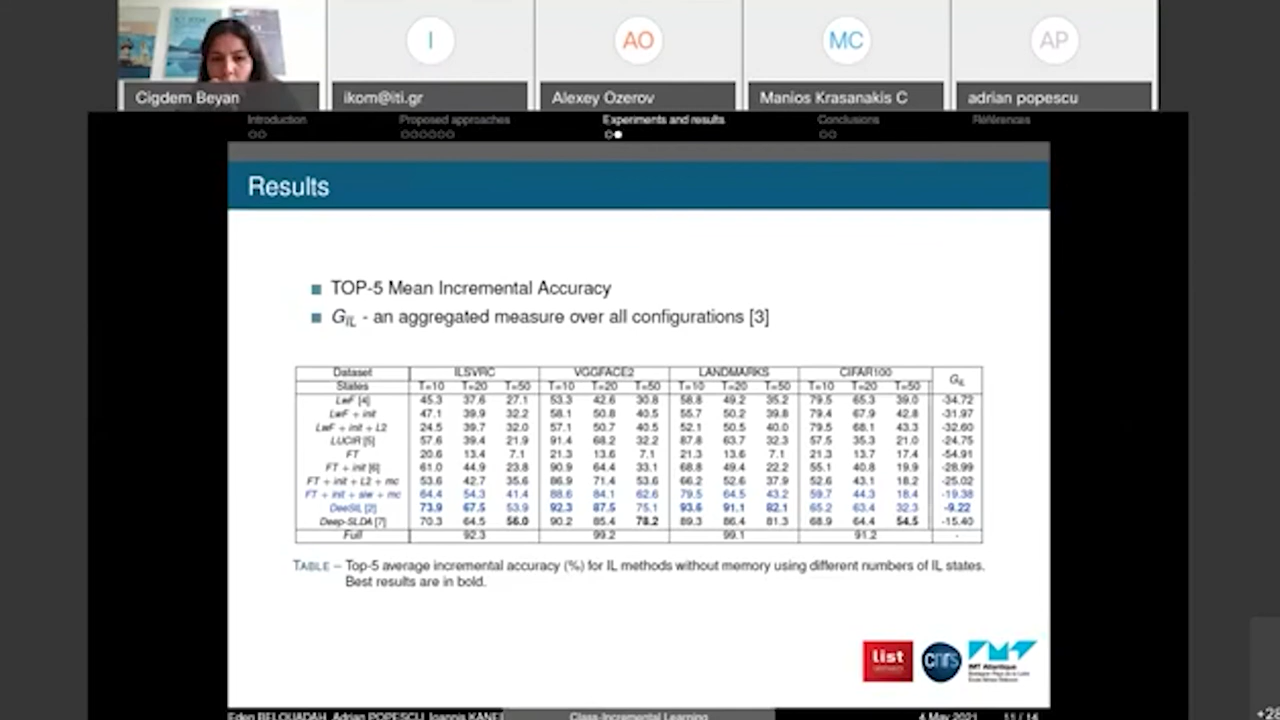 I
AO
MC
AP
Cigdem Beyan
ikom@iti.gr
Alexey Ozerov
Manios Krasanakis C
adrian popescu
Introduction
Proposed approaches
Experiments and results
Conclusions
Références
Results
TOP-5 Mean Incremental Accuracy
G_IL - an aggregated measure over all configurations [3]
Dataset ILSVRC VGGFACE2 LANDMARKS CIFAR100 G_IL
States T=10 T=20 T=50 T=10 T=20 T=50 T=10 T=20 T=50 T=10 T=20 T=50
LwF [4] 45.3 37.6 27.1 53.3 42.6 30.8 58.8 49.2 35.2 79.5 65.3 39.0 -34.72
LwF + init 47.1 39.9 32.2 58.1 50.8 40.5 55.7 50.2 39.8 79.4 67.9 42.8 -31.97
LwF + init + L2 24.5 39.7 32.0 57.1 50.7 40.5 52.1 50.5 40.0 79.5 68.1 43.3 -32.60
LUCIR [5] 57.6 39.4 21.9 91.4 68.2 32.2 87.8 63.7 32.3 57.5 35.3 21.0 -24.75
FT 20.6 13.4 7.1 21.3 13.6 7.1 21.3 13.6 7.1 21.3 13.7 17.4 -54.91
FT + init [6] 61.0 44.9 23.8 90.9 64.4 33.1 68.8 49.4 22.2 55.1 40.8 19.9 -28.99
FT + init + L2 + mc 53.6 42.7 35.6 86.9 71.4 53.6 66.2 52.6 37.9 52.6 43.1 18.2 -25.02
FT + init + siw + mc 64.4 54.3 41.4 88.6 84.1 62.6 79.5 64.5 43.2 59.7 44.3 18.4 -19.38
DeeSIL [2] 73.9 67.5 53.9 92.3 87.5 75.1 93.6 91.1 82.1 65.2 63.4 32.3 -9.22
Deep-SLDA [7] 70.3 64.5 56.0 90.2 85.4 78.2 89.3 86.4 81.3 68.9 64.4 54.5 -15.40
Full 92.3 99.2 99.1 91.2 -
TABLE – Top-5 average incremental accuracy (%) for IL methods without memory using different numbers of IL states.
Best results are in bold.
list
cnrs
IMT Atlantique
Eden BELOUADAH, Adrian POPESCU, Ioannis KANE
Class-Incremental Learning
4 May 2021
11 / 14